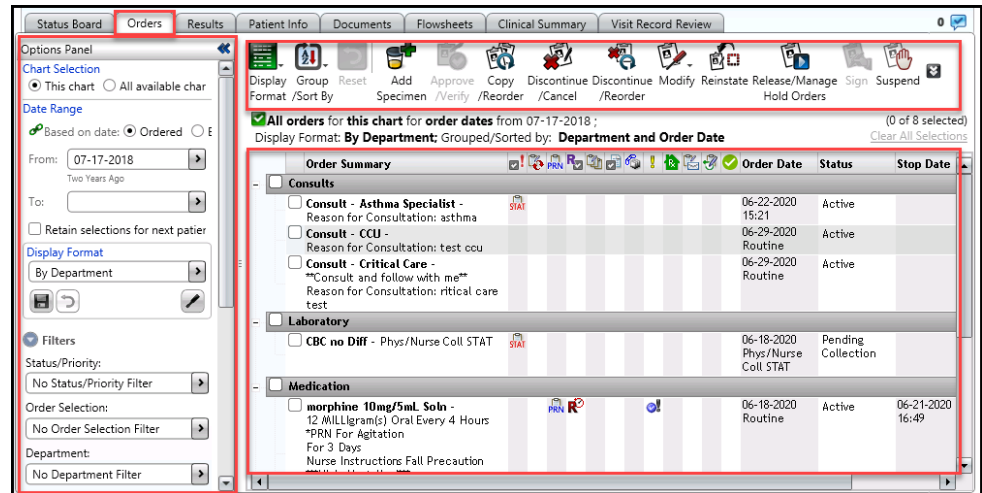 Status Board Orders Results Patient Info Documents Flowsheets Clinical Summary Visit Record Review 0
Options Panel
Chart Selection
This chart All available char
Date Range
Based on date: Ordered E
From: 07-17-2018
Two Years Ago
To:
Retain selections for next patier
Display Format
By Department
Filters
Status/Priority:
No Status/Priority Filter
Order Selection:
No Order Selection Filter
Department:
No Department Filter
Display Group Reset Add Approve Copy Discontinue Discontinue Modify Reinstate Release/Manage Sign Suspend
Format /Sort By Specimen /Verify /Reorder /Cancel /Reorder Hold Orders
All orders for this chart for order dates from 07-17-2018 ; (0 of 8 selected)
Display Format: By Department; Grouped/Sorted by: Department and Order Date Clear All Selections
Order Summary PRN Order Date Status Stop Date
Consults
Consult - Asthma Specialist - STAT 06-22-2020 Active
Reason for Consultation: asthma 15:21
Consult - CCU - 06-29-2020 Active
Reason for Consultation: test ccu Routine
Consult - Critical Care - 06-29-2020 Active
**Consult and follow with me** Routine
Reason for Consultation: ritical care
test
Laboratory
CBC no Diff - Phys/Nurse Coll STAT STAT 06-18-2020 Pending
Phys/Nurse Collection
Coll STAT
Medication
morphine 10mg/5mL Soln - PRN R 06-18-2020 Active 06-21-2020
12 MILLIgram(s) Oral Every 4 Hours Routine 16:49
*PRN For Agitation
For 3 Days
Nurse Instructions Fall Precaution